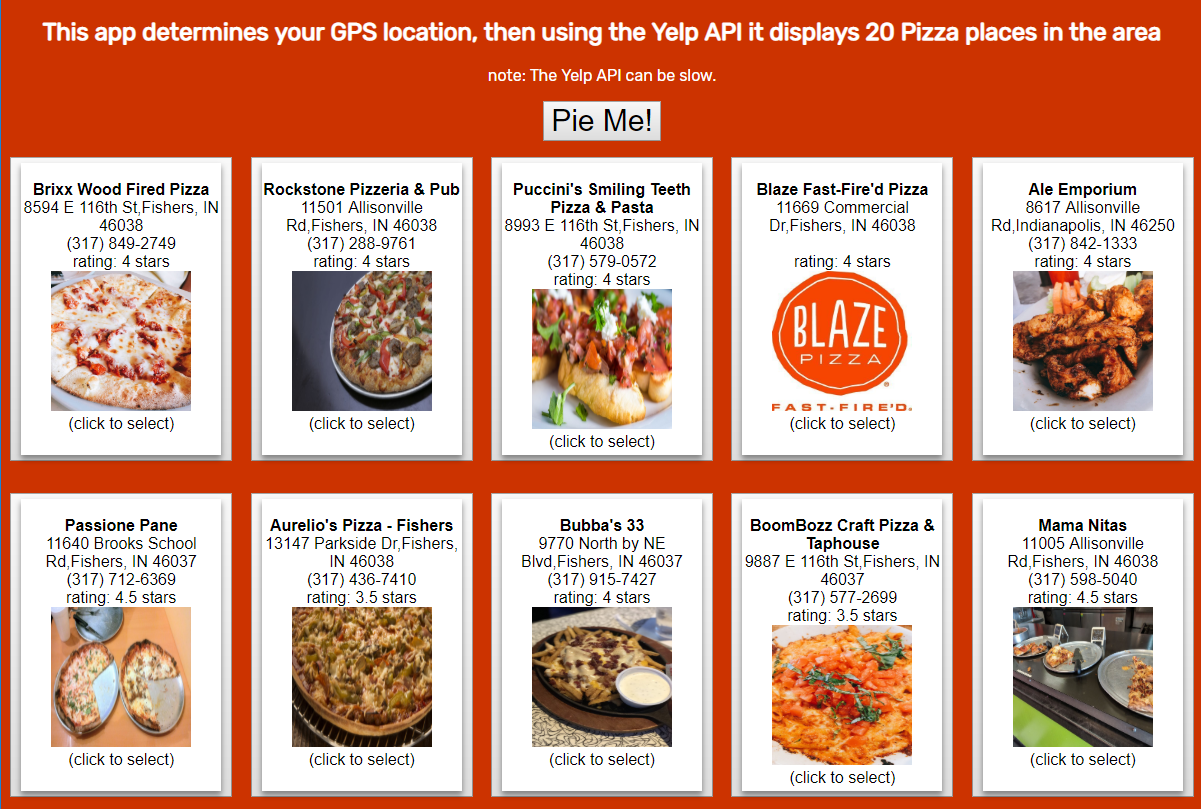 This app determines your GPS location, then using the Yelp API it displays 20 Pizza places in the area
note: The Yelp API can be slow.
Pie Me!
Brixx Wood Fired Pizza
8594 E 116th St,Fishers, IN
46038
(317) 849-2749
rating: 4 stars
(click to select)
Rockstone Pizzeria & Pub
11501 Allisonville
Rd,Fishers, IN 46038
(317) 288-9761
rating: 4 stars
(click to select)
Puccini's Smiling Teeth
Pizza & Pasta
8993 E 116th St,Fishers, IN
46038
(317) 579-0572
rating: 4 stars
(click to select)
Blaze Fast-Fire'd Pizza
11669 Commercial
Dr,Fishers, IN 46038
rating: 4 stars
BLAZE
PIZZA
FAST-FIRE'D.
(click to select)
Ale Emporium
8617 Allisonville
Rd,Indianapolis, IN 46250
(317) 842-1333
rating: 4 stars
(click to select)
Passione Pane
11640 Brooks School
Rd,Fishers, IN 46037
(317) 712-6369
rating: 4.5 stars
(click to select)
Aurelio's Pizza - Fishers
13147 Parkside Dr,Fishers,
IN 46038
(317) 436-7410
rating: 3.5 stars
(click to select)
Bubba's 33
9770 North by NE
Blvd,Fishers, IN 46037
(317) 915-7427
rating: 4 stars
(click to select)
BoomBozz Craft Pizza &
Taphouse
9887 E 116th St,Fishers, IN
46037
(317) 577-2699
rating: 3.5 stars
(click to select)
Mama Nitas
11005 Allisonville
Rd,Fishers, IN 46038
(317) 598-5040
rating: 4.5 stars
(click to select)